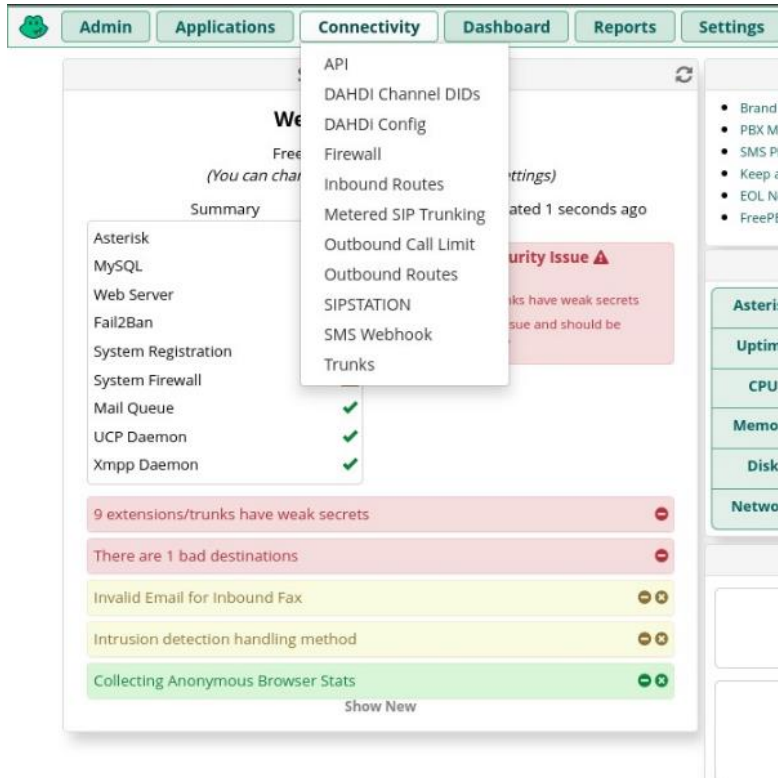 Admin
Applications
Connectivity
Dashboard
Reports
Settings
API
DAHDI Channel DIDs
DAHDi Config
Firewall
Inbound Routes
Metered SIP Trunking
Outbound Call Limit
Outbound Routes
SIPSTATION
SMS Webhook
Trunks
We
Free
(You can chan ttings)
Summary
ated 1 seconds ago
Asterisk
MySQL
Web Server
Fail2Ban
System Registration
System Firewall
Mail Queue
UCP Daemon
Xmpp Daemon
urity Issue
ks have weak secrets
sue and should be
9 extensions/trunks have weak secrets
There are 1 bad destinations
Invalid Email for Inbound Fax
Intrusion detection handling method
Collecting Anonymous Browser Stats
Show New
Brand
PBX M
SMS P
Keep a
EOL N
FreePB
Asteris
Uptim
CPU
Memo
Disk
Netwo